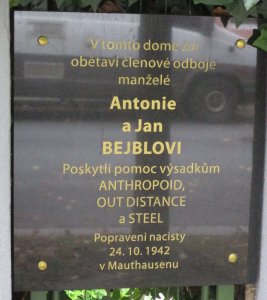 V tomto domě žili
obětaví členové odboje
manželé
Antonie
a Jan
BEJBLOVI
Poskytli pomoc výsadkům
ANTHROPOID,
OUT DISTANCE
a STEEL
Popraveni nacisty
24. 10. 1942
v Mauthausenu